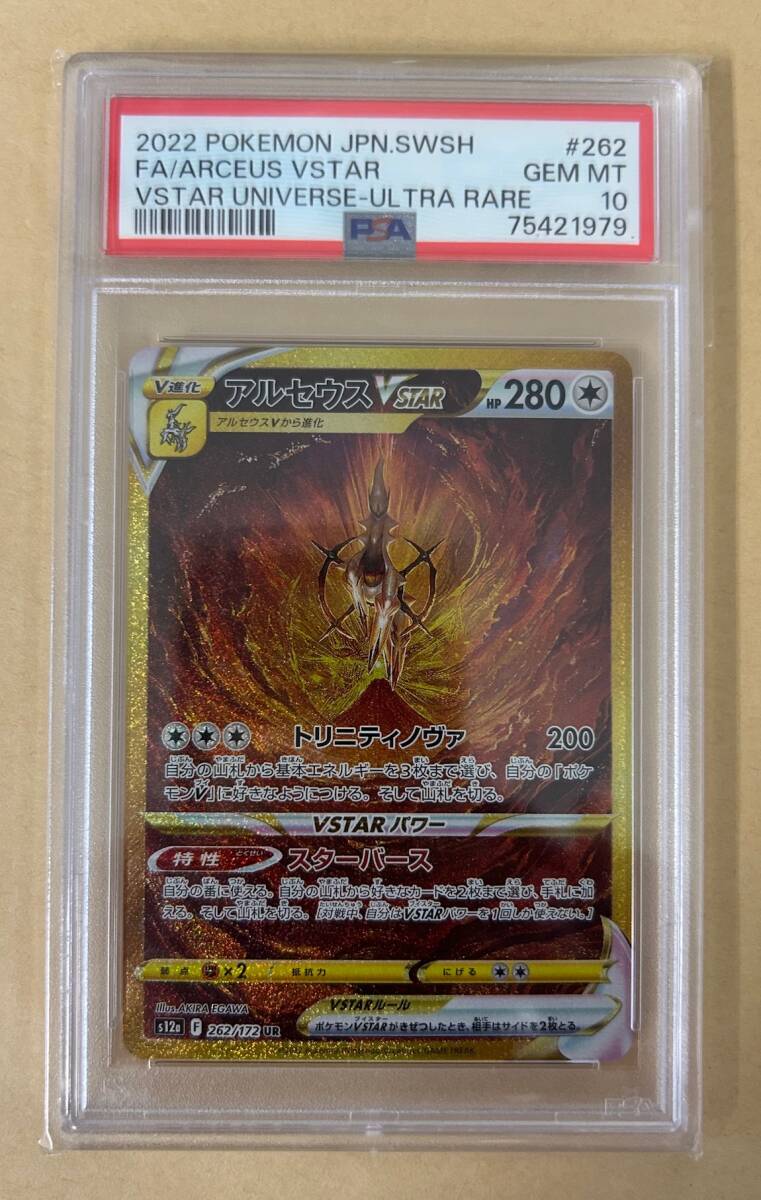 2022 POKEMON JPN.SWSH #262
FA/ARCEUS VSTAR GEM MT
VSTAR UNIVERSE-ULTRA RARE 10
PSA 75421979
V進化 アルセウス VSTAR HP 280
アルセウスVから進化
トリニティノヴァ 200
自分の山札から基本エネルギーを3枚まで選び、自分の「ポケ
モンV」に好きなようにつける。そして山札を切る。
VSTARパワー
特性 スターバース
自分の番に使える。自分の山札から好きなカードを2枚まで選び、手札に加
える。そして山札を切る。[対戦中、自分はVSTARパワーを1回しか使えない。]
弱点 ×2 抵抗力 にげる
Illus. AKIRA EGAWA VSTARルール
s12a F 262/172 UR ポケモンVSTARがきぜつしたとき、相手はサイドを2枚とる。
PSA